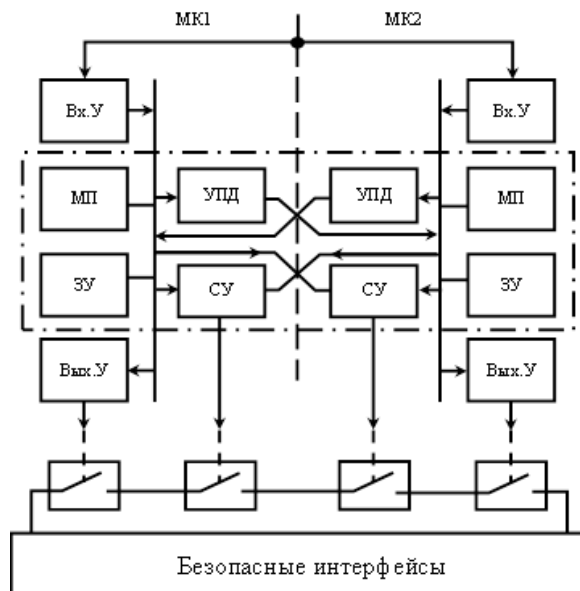 МК1 МК2
Вх.У Вх.У
МП УПД УПД МП
ЗУ СУ СУ ЗУ
Вых.У Вых.У
Безопасные интерфейсы